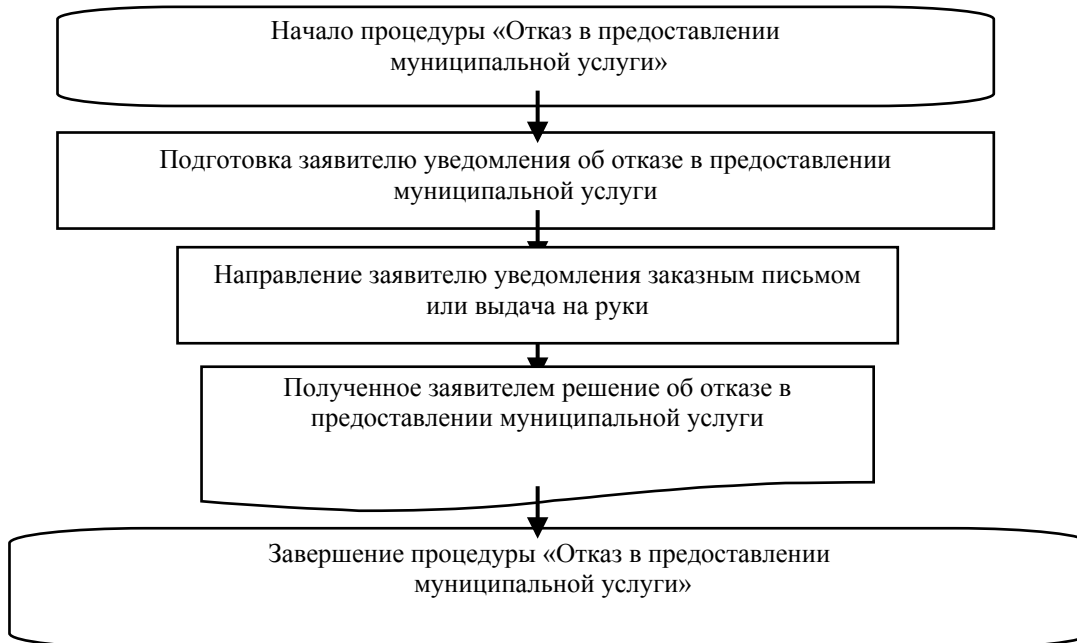 Начало процедуры «Отказ в предоставлении
муниципальной услуги»
Подготовка заявителю уведомления об отказе в предоставлении
муниципальной услуги
Направление заявителю уведомления заказным письмом
или выдача на руки
Полученное заявителем решение об отказе в
предоставлении муниципальной услуги
Завершение процедуры «Отказ в предоставлении
муниципальной услуги»